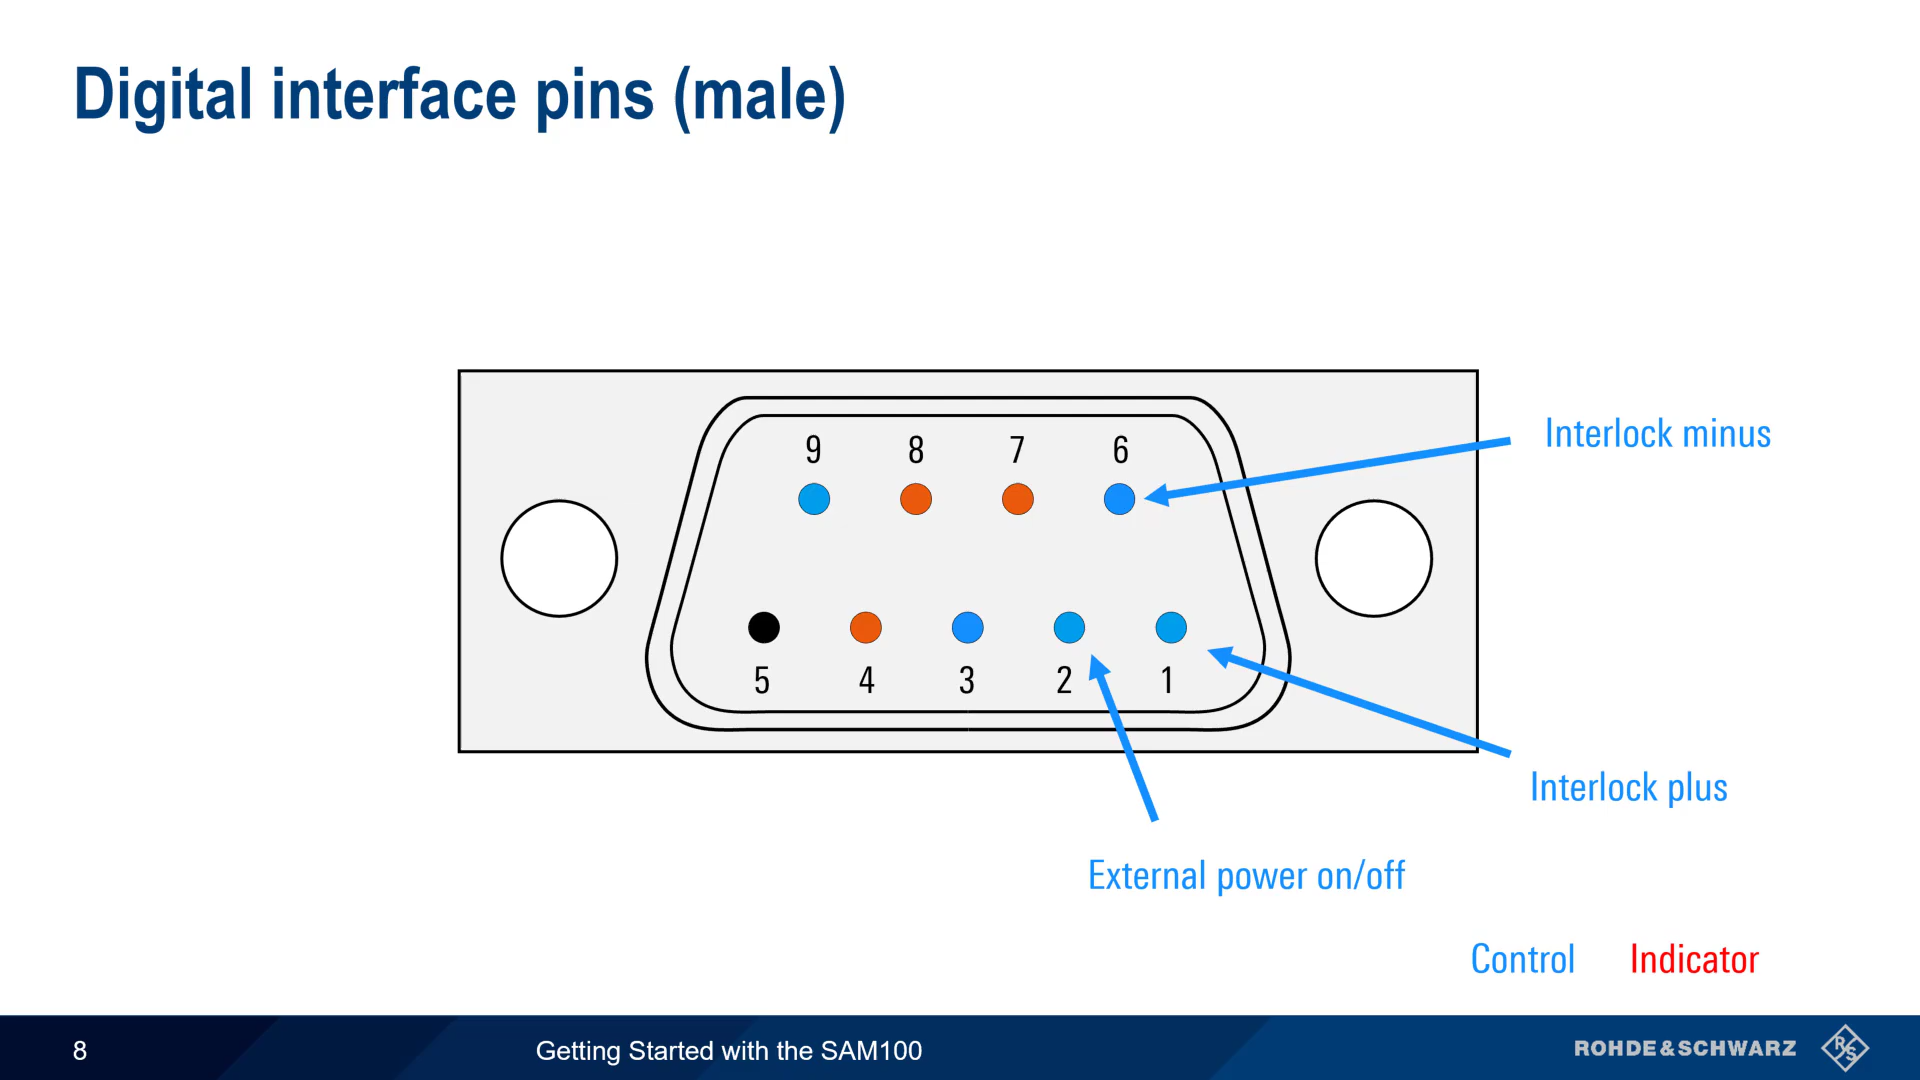 Digital interface pins (male)
9 8 7 6
Interlock minus
5 4 3 2 1
Interlock plus
External power on/off
Control Indicator
8
Getting Started with the SAM100
ROHDE&SCHWARZ
R&S